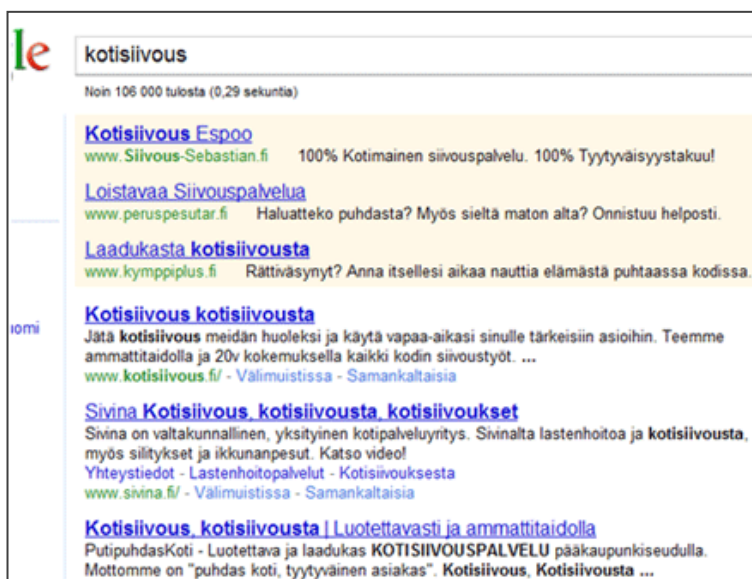 le
kotisiivous
Noin 106 000 tulosta (0,29 sekuntia)
Kotisiivous Espoo
www.Siivous-Sebastian.fi 100% Kotimainen siivouspalvelu. 100% Tyytyväisyystakuu!
Loistavaa Siivouspalvelua
www.peruspesutar.fi Haluatteko puhdasta? Myös sieltä maton alta? Onnistuu helposti.
Laadukasta kotisiivousta
www.kymppiplus.fi Rättiväsynyt? Anna itsellesi aikaa nauttia elämästä puhtaassa kodissa.
Kotisiivous kotisiivousta
iomi
Jätä kotisiivous meidän huoleksi ja käytä vapaa-aikasi sinulle tärkeisiin asioihin. Teemme
ammattitaidolla ja 20v kokemuksella kaikki kodin siivoustyöt. ...
www.kotisiivous.fi/ - Välimuistissa - Samankaltaisia
Sivina Kotisiivous, kotisiivousta, kotisiivoukset
Sivina on valtakunnallinen, yksityinen kotipalveluyritys. Sivinalta lastenhoitoa ja kotisiivousta,
myös silitykset ja ikkunanpesut. Katso video!
Yhteystiedot - Lastenhoitopalvelut - Kotisiivouksesta
www.sivina.fi/ - Välimuistissa - Samankaltaisia
Kotisiivous, kotisiivousta | Luotettavasti ja ammattitaidolla
PutipuhdasKoti - Luotettava ja laadukas KOTISIIVOUSPALVELU pääkaupunkiseudulla.
Mottomme on "puhdas koti, tyytyväinen asiakas". Kotisiivous, Kotisiivousta ...